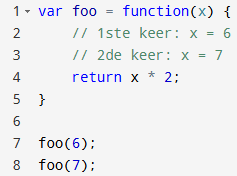 1 var foo = function(x) {
2     // 1ste keer: x = 6
3     // 2de keer: x = 7
4     return x * 2;
5 }
6
7 foo(6);
8 foo(7);